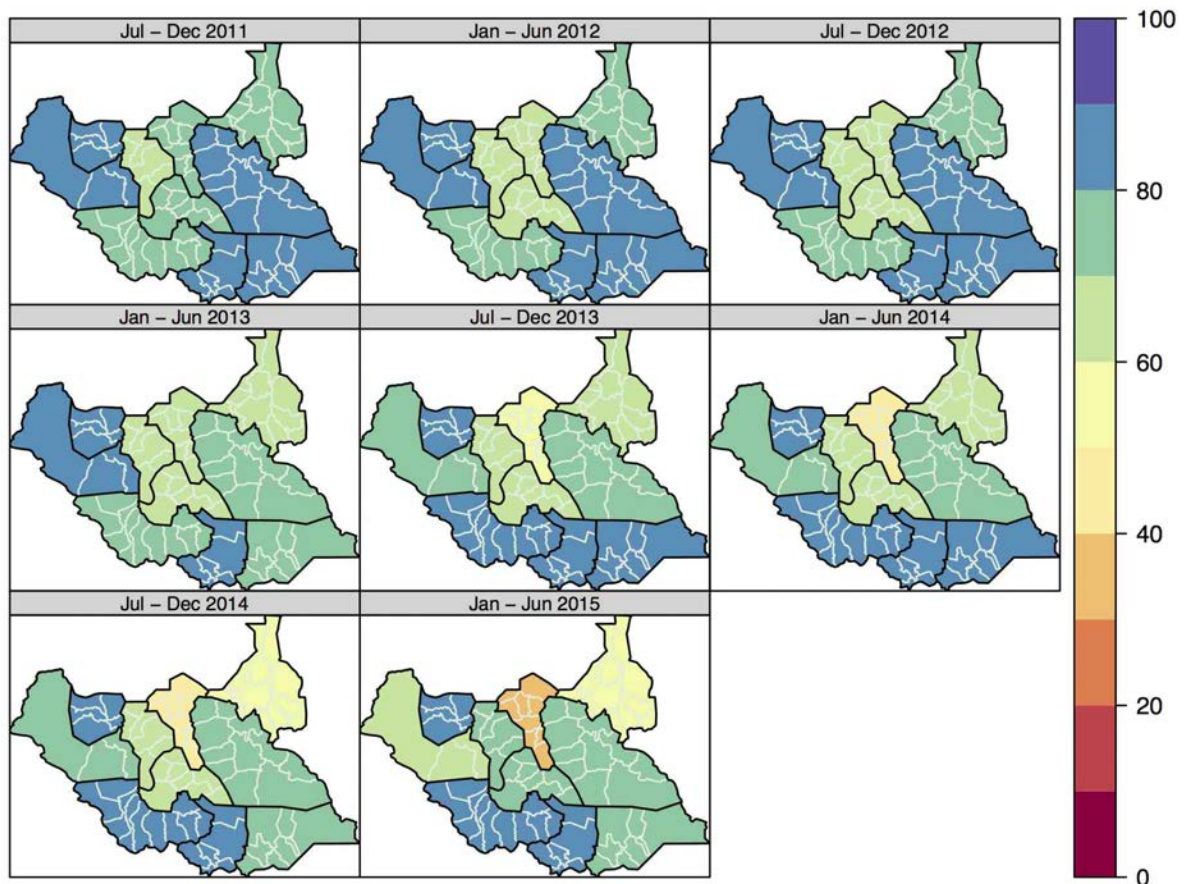 Jul – Dec 2011
Jan – Jun 2012
Jul – Dec 2012
Jan – Jun 2013
Jul – Dec 2013
Jan – Jun 2014
Jul – Dec 2014
Jan – Jun 2015
100
80
60
40
20
0